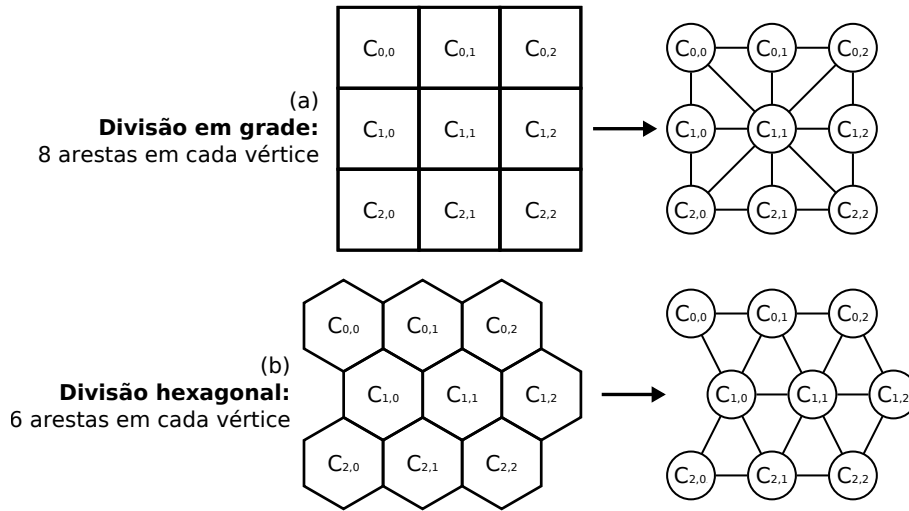 (a)
Divisão em grade:
8 arestas em cada vértice
C0,0 C0,1 C0,2
C1,0 C1,1 C1,2
C2,0 C2,1 C2,2
C0,0 C0,1 C0,2
C1,0 C1,1 C1,2
C2,0 C2,1 C2,2
(b)
Divisão hexagonal:
6 arestas em cada vértice
C0,0 C0,1 C0,2
C1,0 C1,1 C1,2
C2,0 C2,1 C2,2
C0,0 C0,1 C0,2
C1,0 C1,1 C1,2
C2,0 C2,1 C2,2